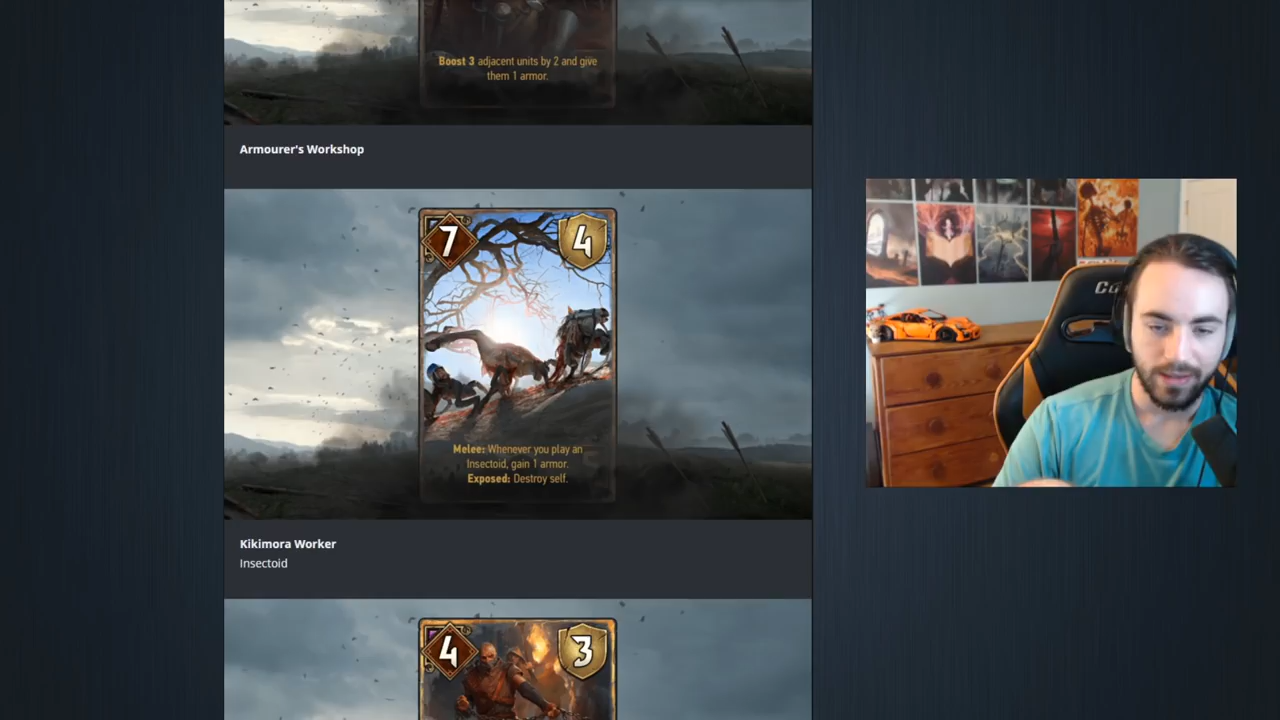 Boost 3 adjacent units by 2 and give
them 1 armor.
Armourer's Workshop
7
4
Melee: Whenever you play an
Insectoid, gain 1 armor.
Exposed: Destroy self.
Kikimora Worker
Insectoid
4
3